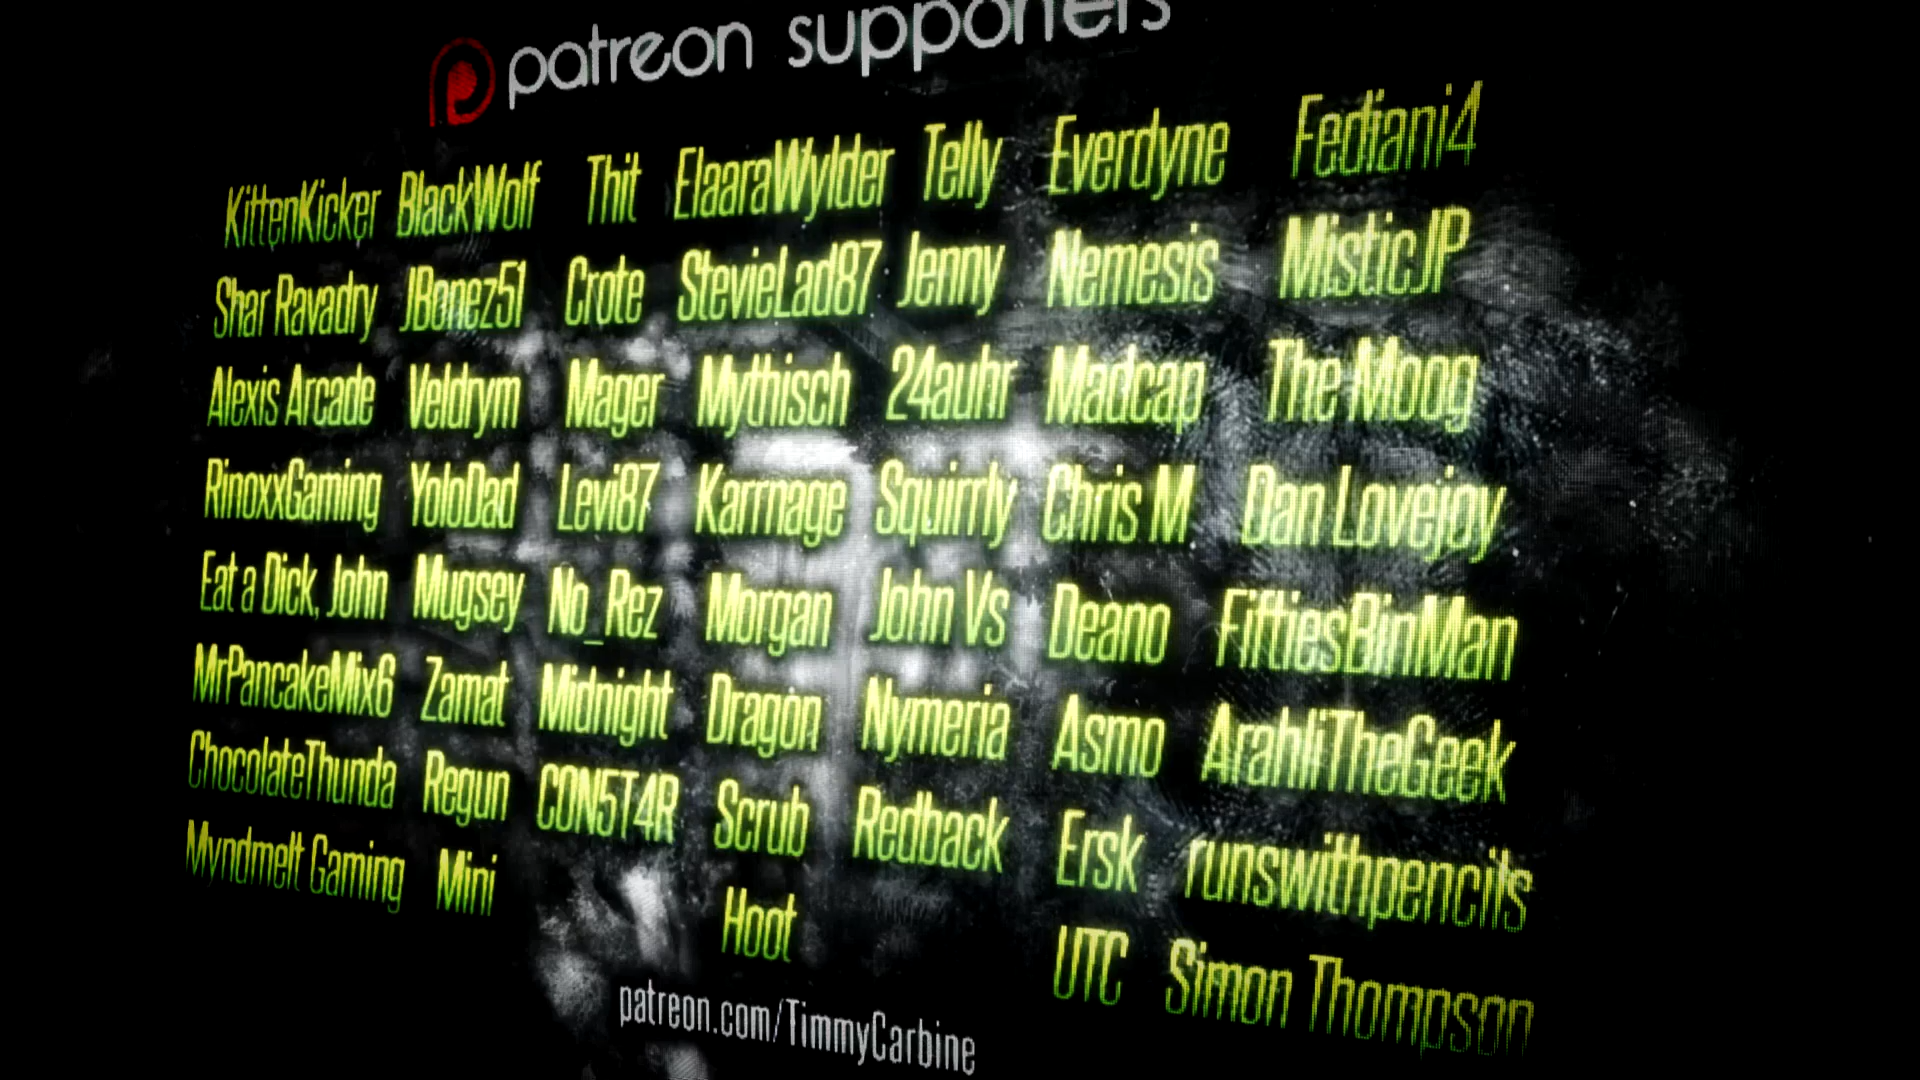 patreon supporters
KittenKicker BlackWolf Thit ElaaraWylder Telly Everdyne Fediani4
Shar Ravadry JBonez51 Crote StevieLad87 Jenny Nemesis MisticJP
Alexis Arcade Veldrym Mager Mythisch 24auhr Madcap The Moog
RinoxxGaming YoloDad Levi87 Karrnage Squirrly Chris M Dan Lovejoy
Eat a Dick, John Mugsey No_Rez Morgan John Vs Deano FiftiesBinMan
MrPancakeMix6 Zamat Midnight Dragon Nymeria Asmo ArahliTheGeek
ChocolateThunda Regun C0N5T4R Scrub Redback Ersk runswithpencils
Myndmelt Gaming Mini Hoot UTC Simon Thompson
patreon.com/TimmyCarbine